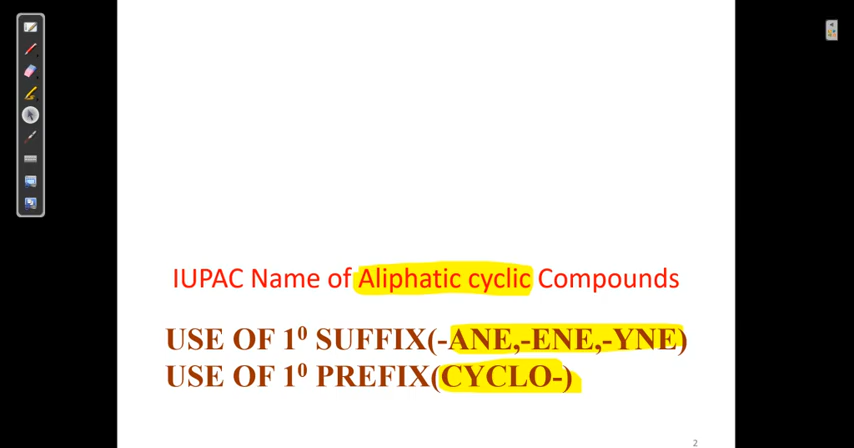 IUPAC Name of Aliphatic cyclic Compounds
USE OF 1⁰ SUFFIX(-ANE,-ENE,-YNE)
USE OF 1⁰ PREFIX(CYCLO-)
2